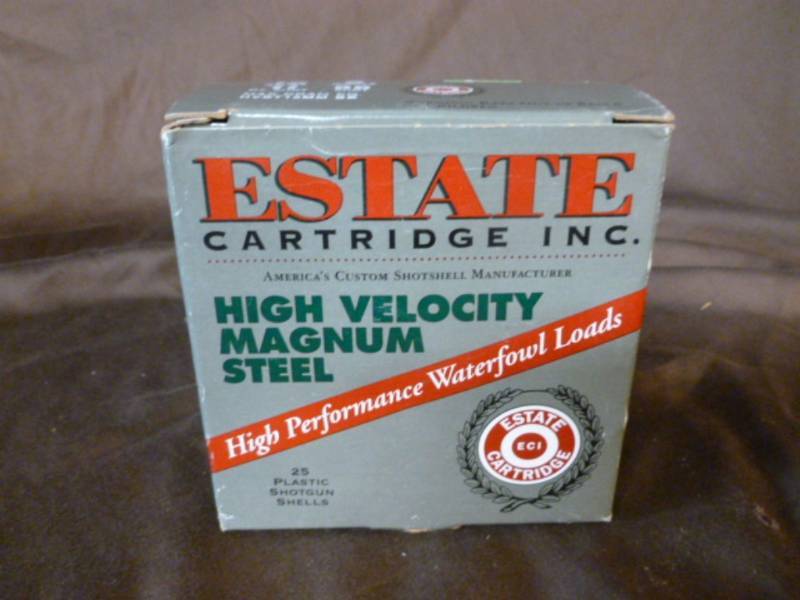 ESTATE
CARTRIDGE INC.
AMERICA'S CUSTOM SHOTSHELL MANUFACTURER
HIGH VELOCITY
MAGNUM
STEEL
High Performance Waterfowl Loads
ESTATE
ECI
CARTRIDGE
25
PLASTIC
SHOTGUN
SHELLS